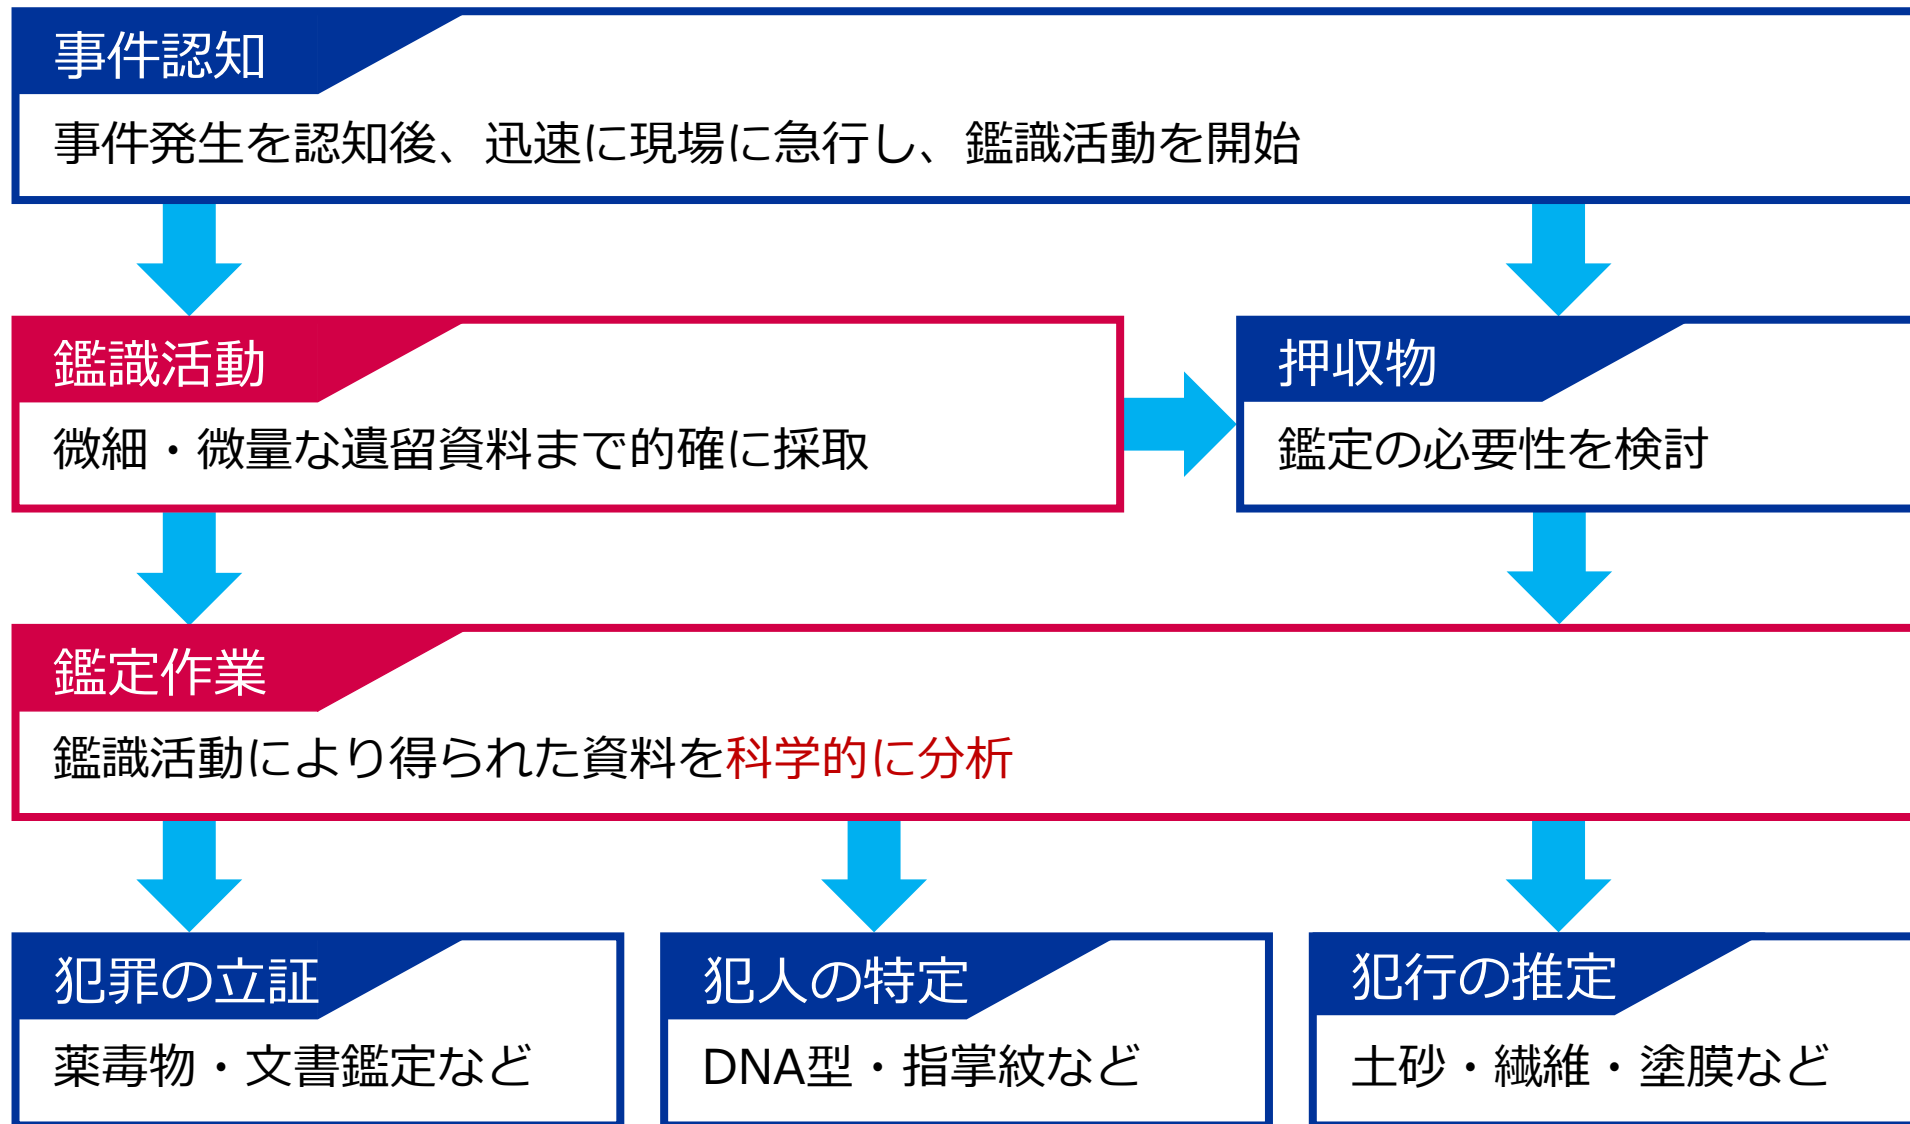 事件認知
事件発生を認知後、迅速に現場に急行し、鑑識活動を開始
鑑識活動
微細・微量な遺留資料まで的確に採取
押収物
鑑定の必要性を検討
鑑定作業
鑑識活動により得られた資料を科学的に分析
犯罪の立証
薬毒物・文書鑑定など
犯人の特定
DNA型・指掌紋など
犯行の推定
土砂・繊維・塗膜など